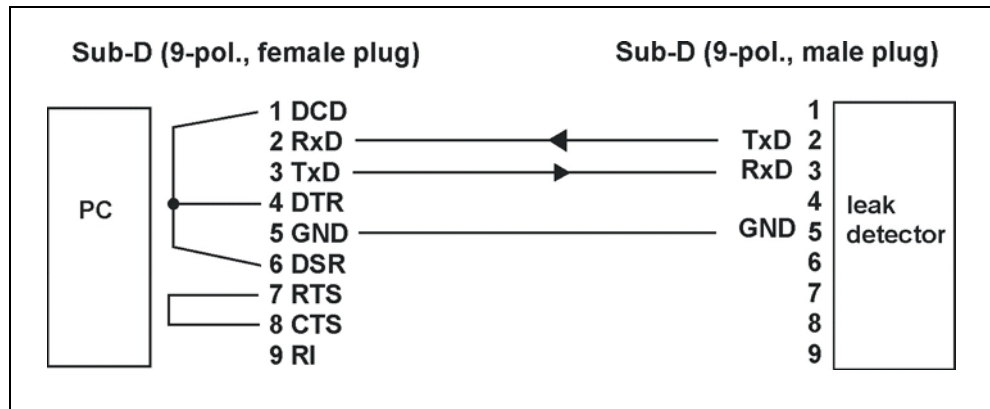 Sub-D (9-pol., female plug)
Sub-D (9-pol., male plug)
PC
1 DCD
2 RxD
3 TxD
4 DTR
5 GND
6 DSR
7 RTS
8 CTS
9 RI
1
TxD 2
RxD 3
4
GND 5
6
7
8
9
leak
detector